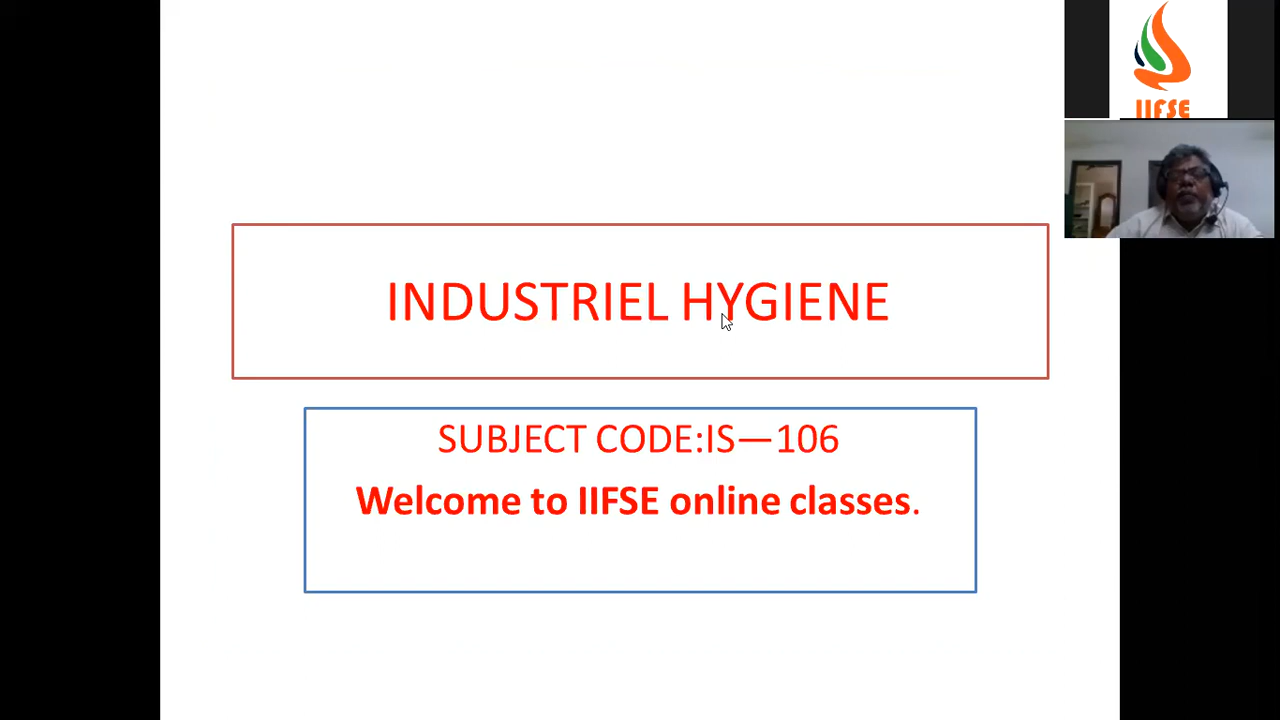 IIFSE
INDUSTRIEL HYGIENE
SUBJECT CODE:IS—106
Welcome to IIFSE online classes.